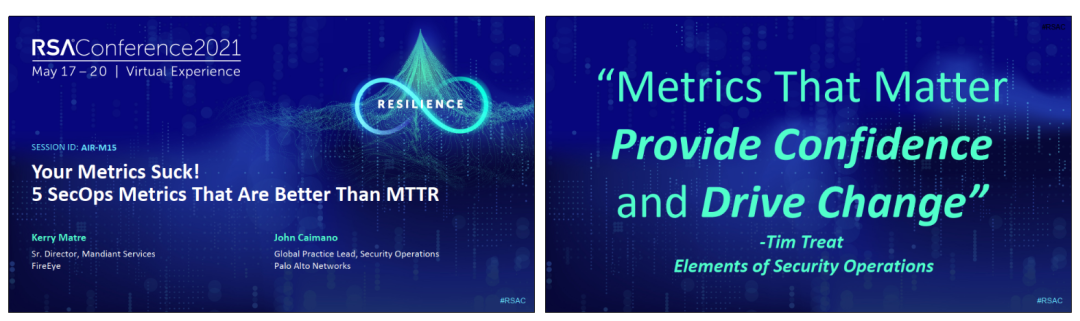 RSA Conference2021
May 17 – 20 | Virtual Experience
RESILIENCE
SESSION ID: AIR-M15
Your Metrics Suck!
5 SecOps Metrics That Are Better Than MTTR
Kerry Matre
Sr. Director, Mandiant Services
FireEye
John Caimano
Global Practice Lead, Security Operations
Palo Alto Networks
#RSAC
#RSAC
“Metrics That Matter
Provide Confidence
and Drive Change”
-Tim Treat
Elements of Security Operations
#RSAC